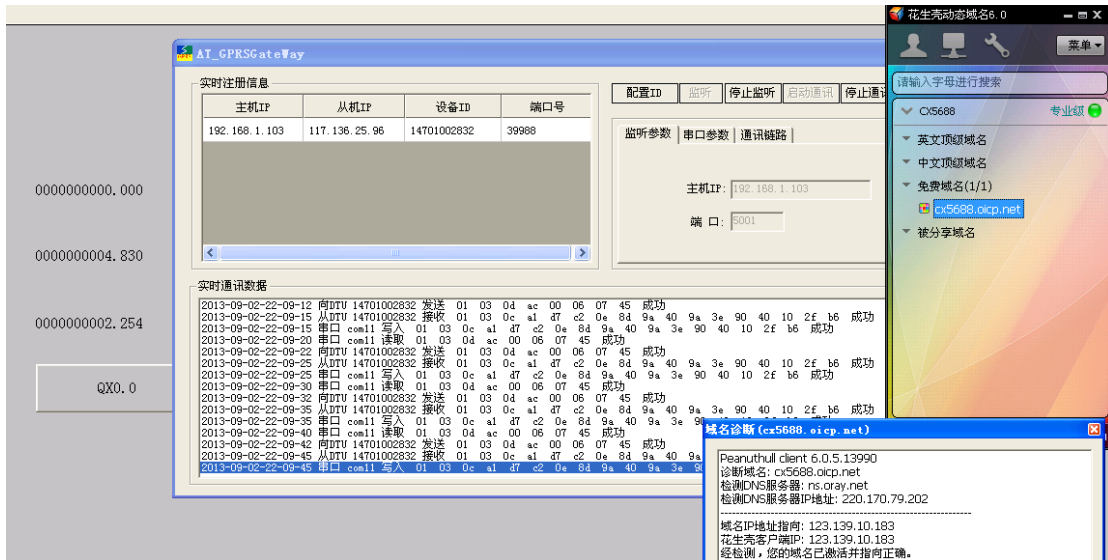 花生壳动态域名6.0
菜单
请输入字母进行搜索
CX5688 专业级
英文顶级域名
中文顶级域名
免费域名(1/1)
cx5688.oicp.net
被分享域名
AT_GPRSGateWay
实时注册信息
主机IP 从机IP 设备ID 端口号
192.168.1.103 117.136.25.96 14701002832 39988
配置ID 监听 停止监听 启动通讯 停止通讯
监听参数 串口参数 通讯链路
主机IP: 192.168.1.103
端 口: 5001
0000000000.000
0000000004.830
0000000002.254
QX0.0
实时通讯数据
2013-09-02-22-09-12 向DTU 14701002832 发送 01 03 0d ac 00 06 07 45 成功
2013-09-02-22-09-15 从DTU 14701002832 接收 01 03 0c a1 d7 c2 0e 8d 9a 40 9a 3e 90 40 10 2f b6 成功
2013-09-02-22-09-15 串口 com11 写入 01 03 0c a1 d7 c2 0e 8d 9a 40 9a 3e 90 40 10 2f b6 成功
2013-09-02-22-09-20 串口 com11 读取 01 03 0d ac 00 06 07 45 成功
2013-09-02-22-09-22 向DTU 14701002832 发送 01 03 0d ac 00 06 07 45 成功
2013-09-02-22-09-25 从DTU 14701002832 接收 01 03 0c a1 d7 c2 0e 8d 9a 40 9a 3e 90 40 10 2f b6 成功
2013-09-02-22-09-25 串口 com11 写入 01 03 0c a1 d7 c2 0e 8d 9a 40 9a 3e 90 40 10 2f b6 成功
2013-09-02-22-09-30 串口 com11 读取 01 03 0d ac 00 06 07 45 成功
2013-09-02-22-09-32 向DTU 14701002832 发送 01 03 0d ac 00 06 07 45 成功
2013-09-02-22-09-35 从DTU 14701002832 接收 01 03 0c a1 d7 c2 0e 8d 9a 40 9a 3e 90 40 10 2f b6 成功
2013-09-02-22-09-35 串口 com11 写入 01 03 0c a1 d7 c2 0e 8d 9a 40 9a 3e
2013-09-02-22-09-40 串口 com11 读取 01 03 0d ac 00 06 07 45 成功
2013-09-02-22-09-42 向DTU 14701002832 发送 01 03 0d ac 00 06 07 45 成功
2013-09-02-22-09-45 从DTU 14701002832 接收 01 03 0c a1 d7 c2 0e 8d 9a 40 9a
2013-09-02-22-09-45 串口 com11 写入 01 03 0c a1 d7 c2 0e 8d 9a 40 9a 3e
域名诊断(cx5688.oicp.net)
Peanuthull client 6.0.5.13990
诊断域名: cx5688.oicp.net
检测DNS服务器: ns.oray.net
检测DNS服务器IP地址: 220.170.79.202
域名IP地址指向: 123.139.10.183
花生壳客户端IP: 123.139.10.183
经检测，您的域名已激活并指向正确。